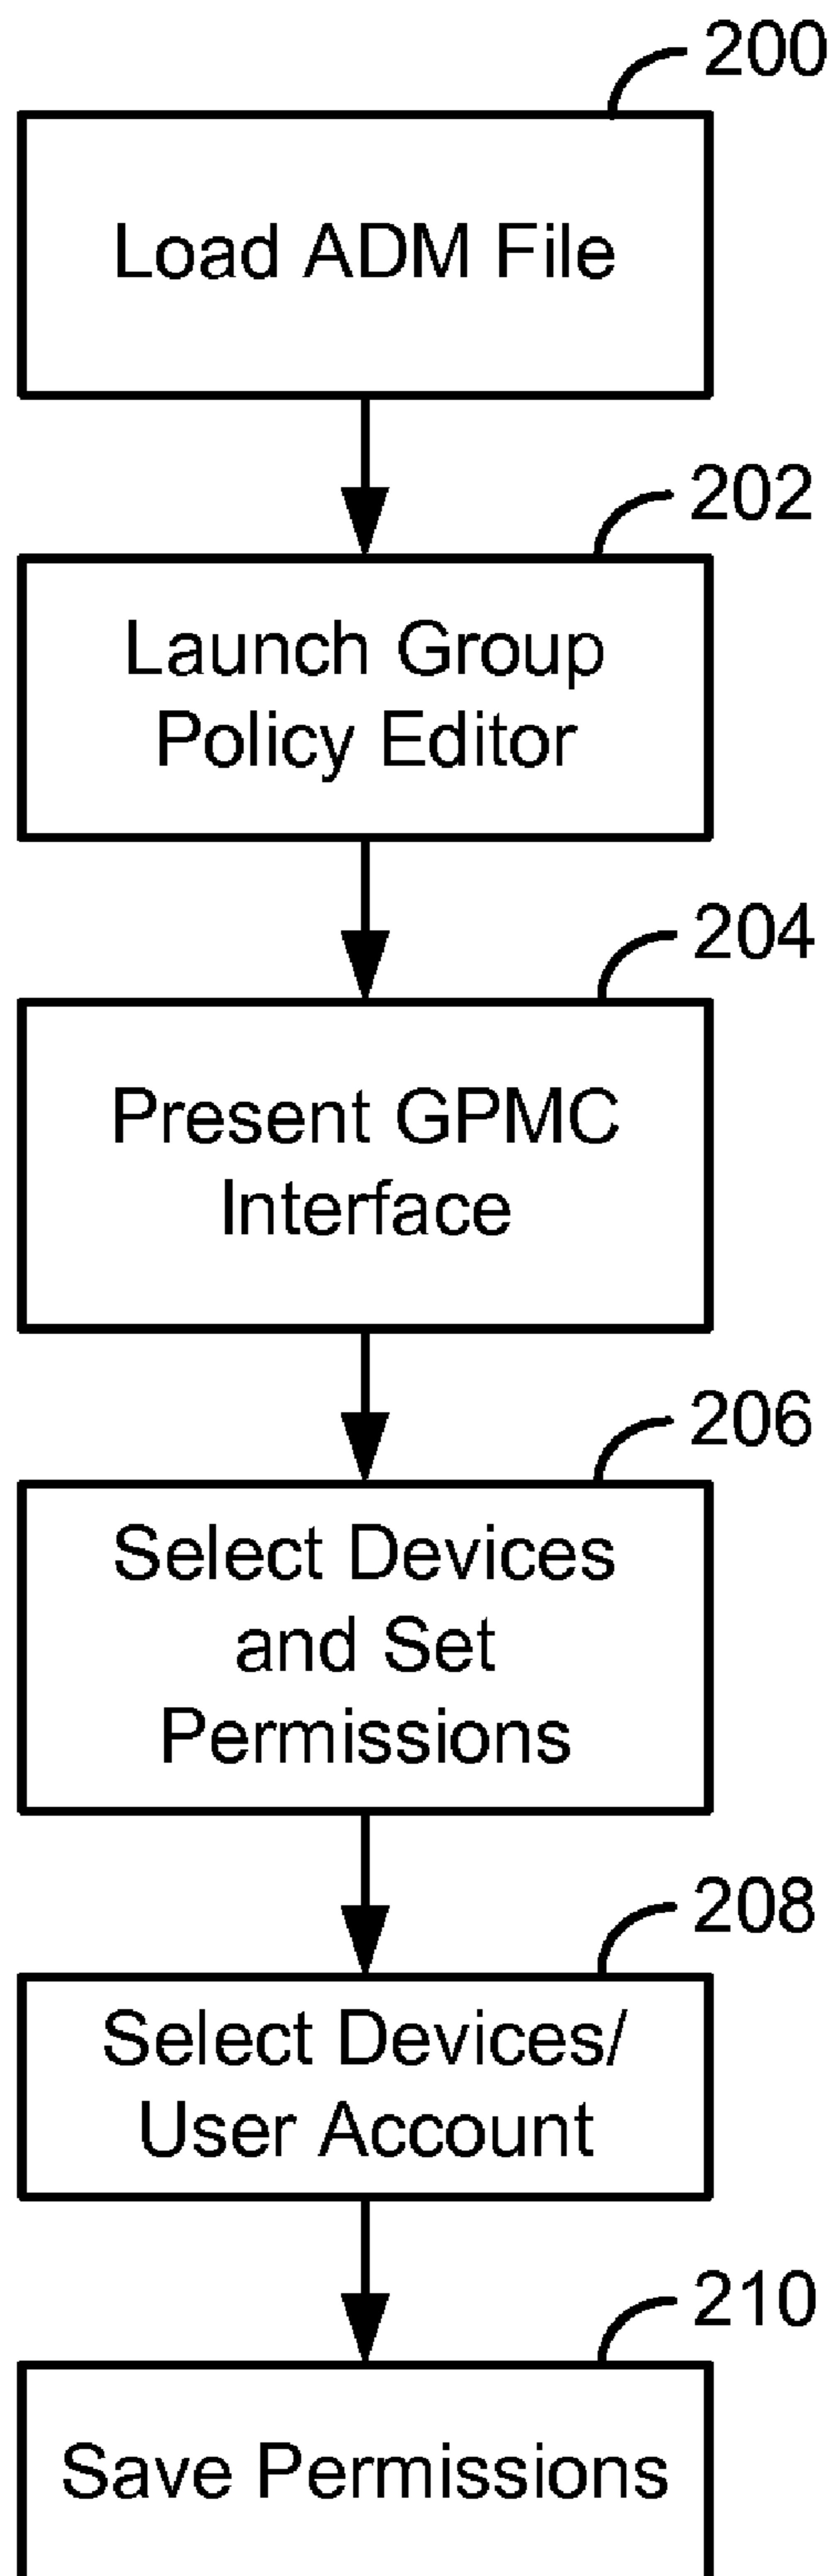 200
Load ADM File
202
Launch Group
Policy Editor
204
Present GPMC
Interface
206
Select Devices
and Set
Permissions
208
Select Devices/
User Account
210
Save Permissions